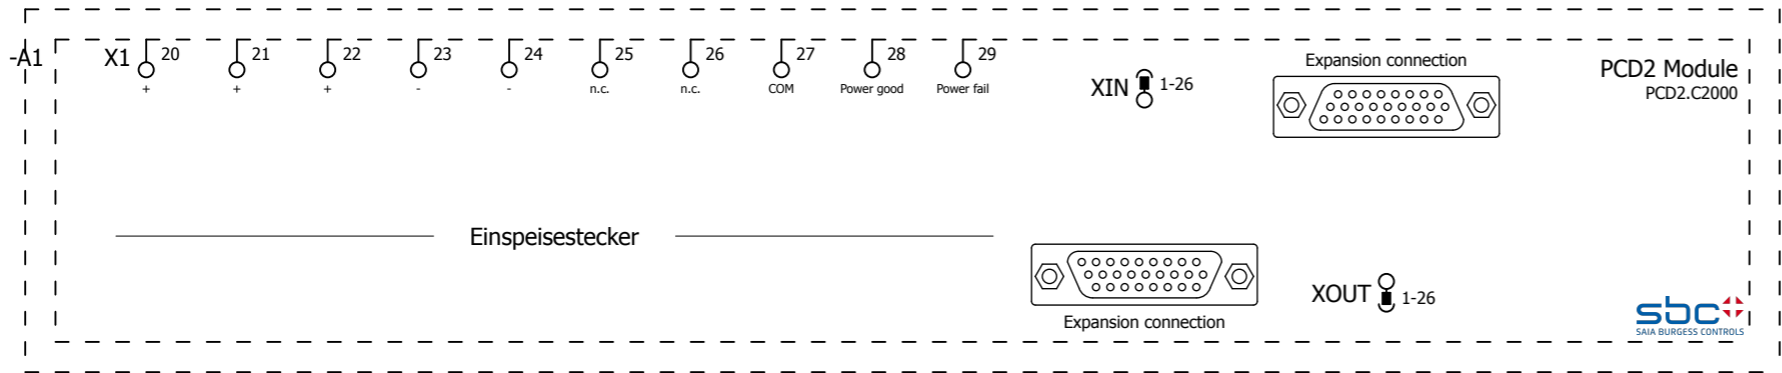 -A1
X1
20 21 22 23 24 25 26 27 28 29
+ + + - - n.c. n.c. COM Power good Power fail
XIN 1-26
Expansion connection
PCD2 Module
PCD2.C2000
Einspeisestecker
Expansion connection
XOUT 1-26
sbc
SAIA BURGESS CONTROLS